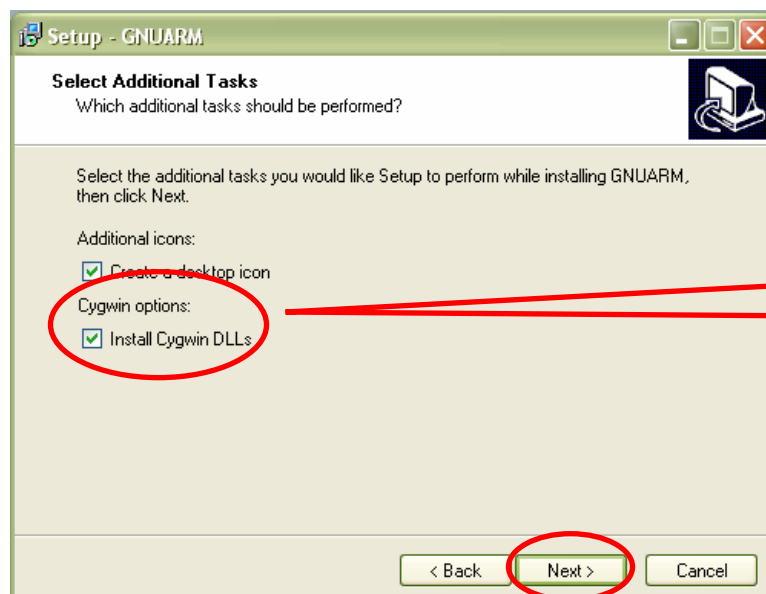 Setup - GNUARM
Select Additional Tasks
Which additional tasks should be performed?
Select the additional tasks you would like Setup to perform while installing GNUARM,
then click Next.
Additional icons:
Create a desktop icon
Cygwin options:
Install Cygwin DLLs
< Back Next > Cancel